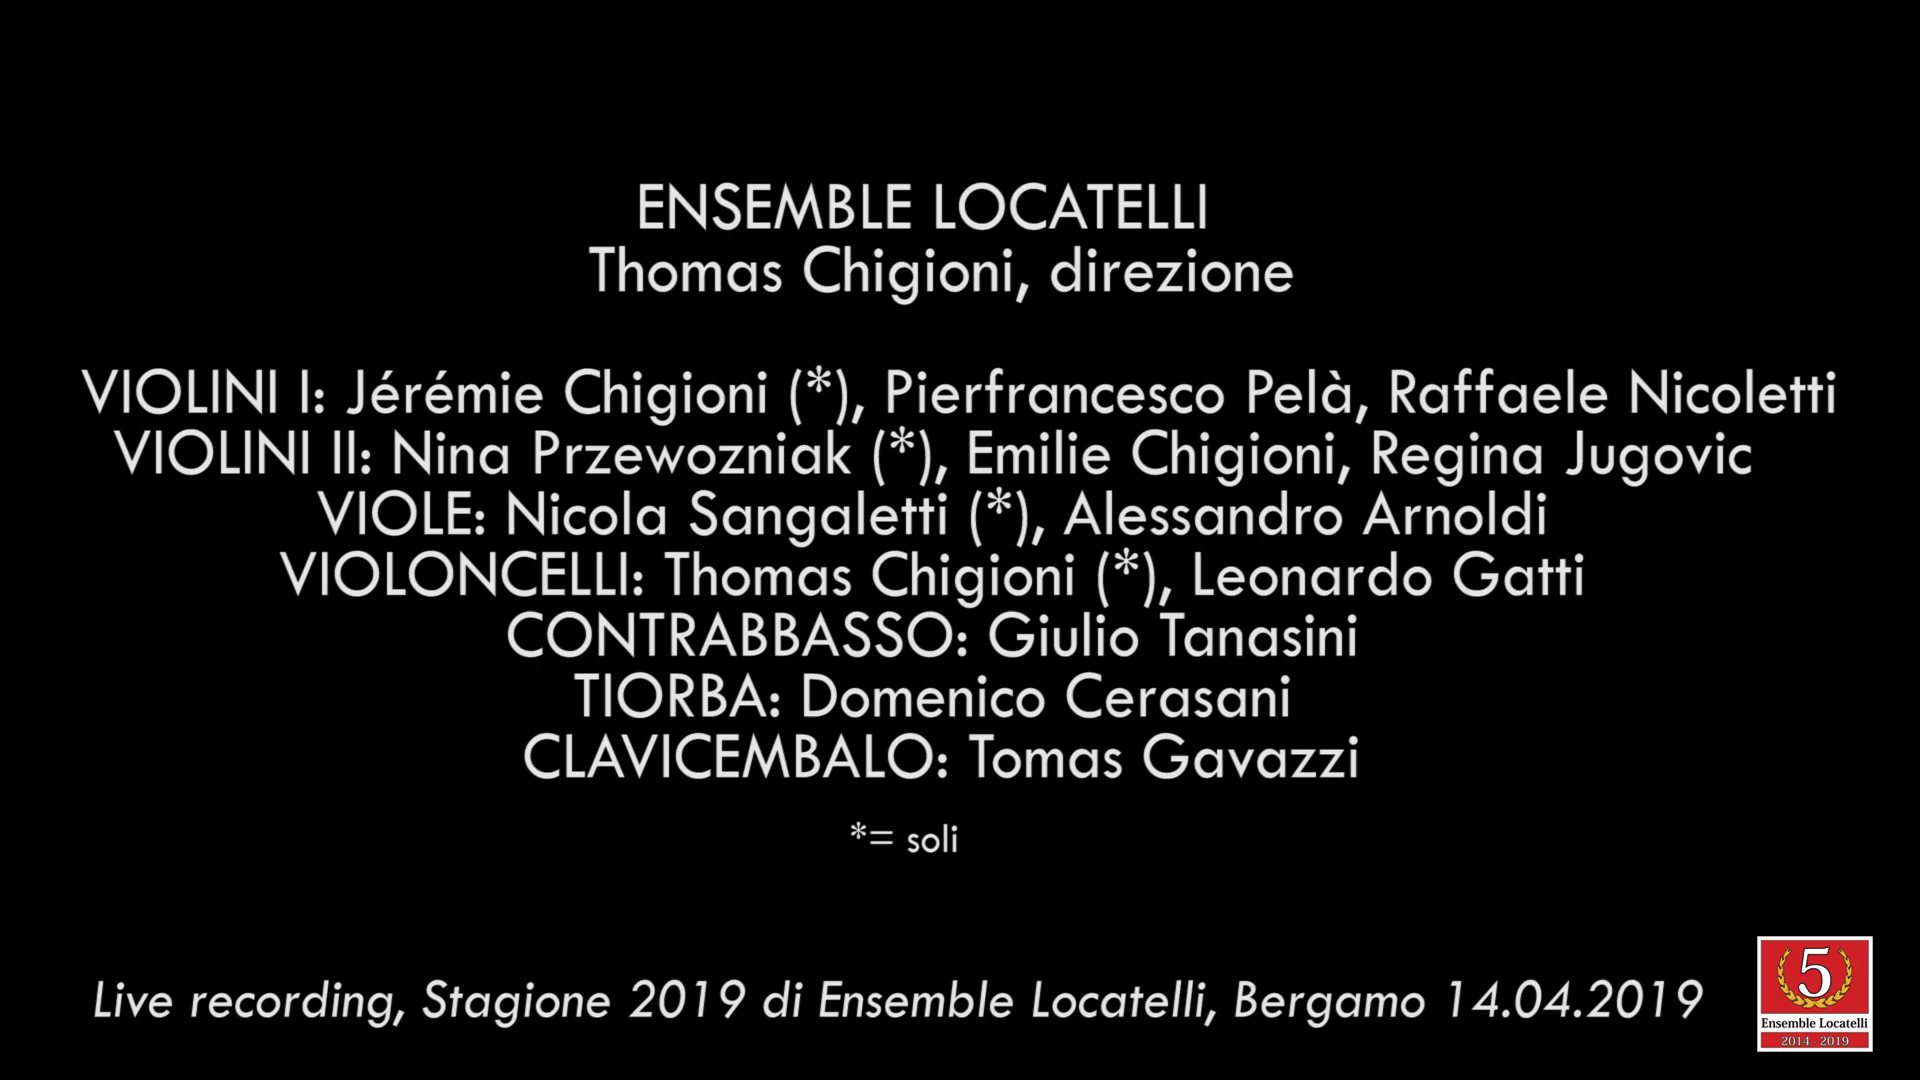 ENSEMBLE LOCATELLI
Thomas Chigioni, direzione
VIOLINI I: Jérémie Chigioni (*), Pierfrancesco Pelà, Raffaele Nicoletti
VIOLINI II: Nina Przewozniak (*), Emilie Chigioni, Regina Jugovic
VIOLE: Nicola Sangaletti (*), Alessandro Arnoldi
VIOLONCELLI: Thomas Chigioni (*), Leonardo Gatti
CONTRABBASSO: Giulio Tanasini
TIORBA: Domenico Cerasani
CLAVICEMBALO: Tomas Gavazzi
*= soli
Live recording, Stagione 2019 di Ensemble Locatelli, Bergamo 14.04.2019
5
Ensemble Locatelli
2014 - 2019